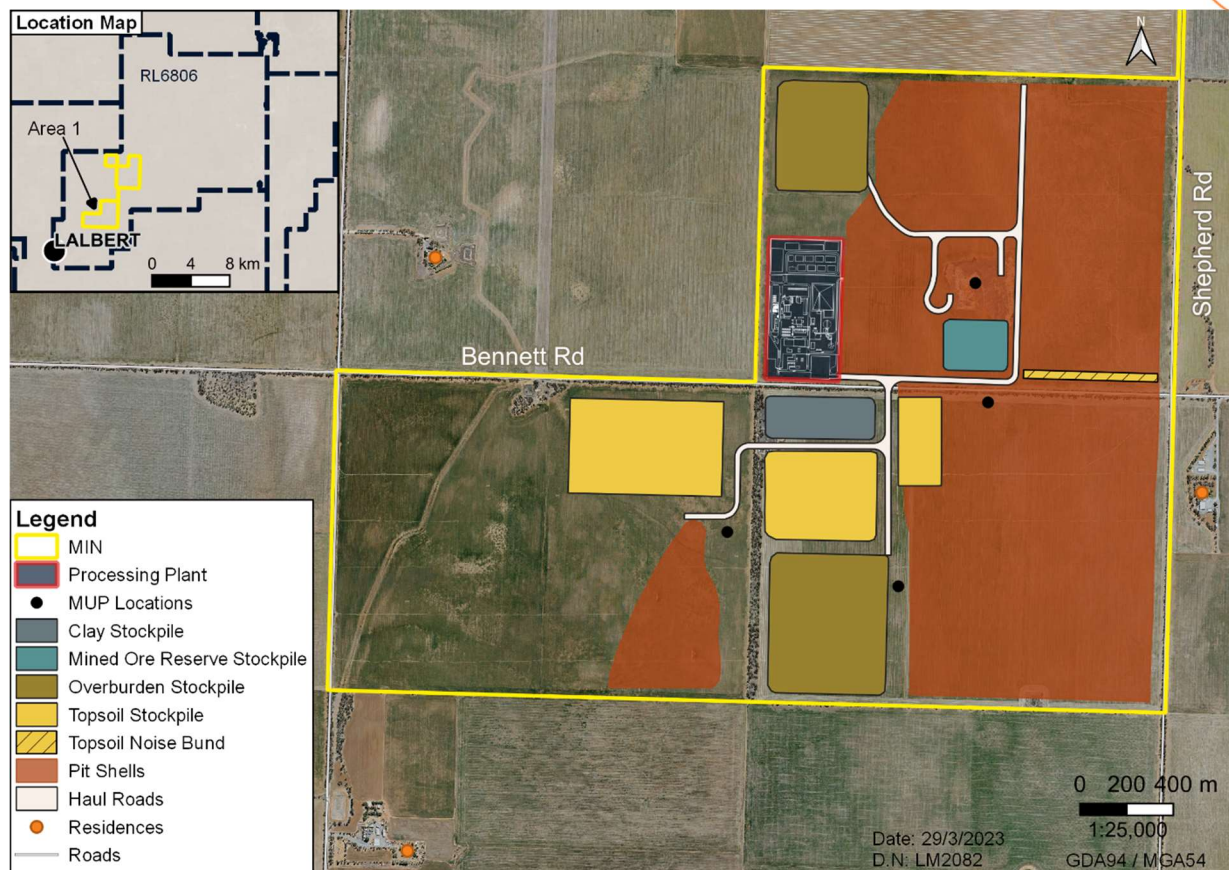 Location Map
RL6806
Area 1
LALBERT
0 4 8 km
N
Shepherd Rd
Bennett Rd
Legend
MIN
Processing Plant
MUP Locations
Clay Stockpile
Mined Ore Reserve Stockpile
Overburden Stockpile
Topsoil Stockpile
Topsoil Noise Bund
Pit Shells
Haul Roads
Residences
Roads
0 200 400 m
1:25,000
Date: 29/3/2023
D.N: LM2082
GDA94 / MGA54